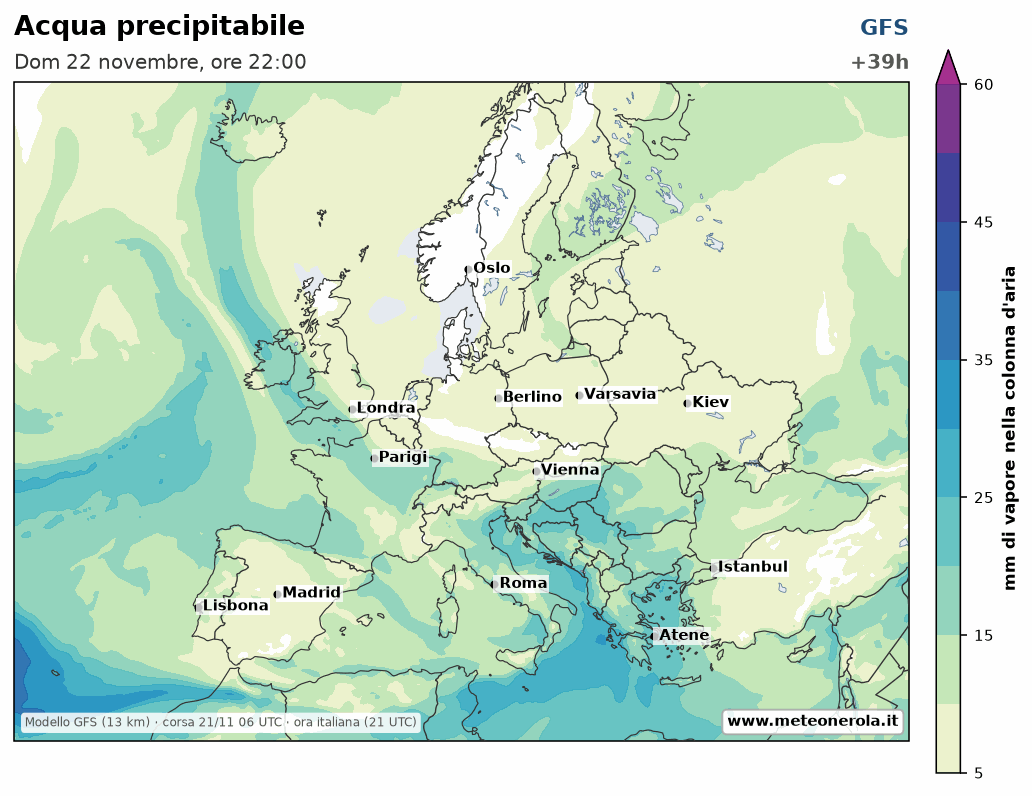 Acqua precipitabile
GFS
Dom 22 novembre, ore 22:00
+39h
60
45
35
25
15
5
mm di vapore nella colonna d'aria
Oslo
Londra
Berlino
Varsavia
Kiev
Parigi
Vienna
Istanbul
Roma
Madrid
Lisbona
Atene
Modello GFS (13 km) · corsa 21/11 06 UTC · ora italiana (21 UTC)
www.meteonerola.it